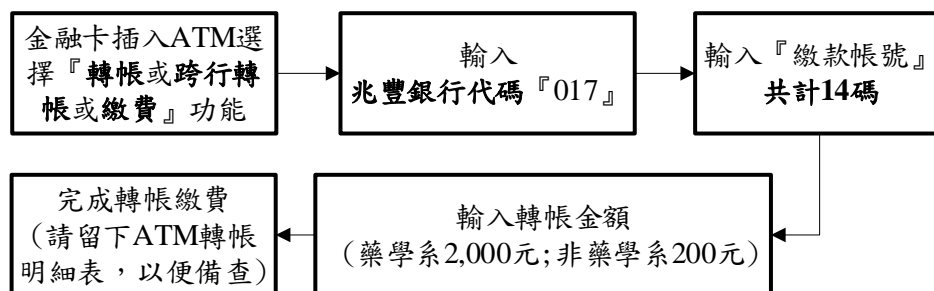 金融卡插入ATM選
擇『轉帳或跨行轉
帳或繳費』功能
輸入
兆豐銀行代碼『017』
輸入『繳款帳號』
共計14碼
輸入轉帳金額
（藥學系2,000元;非藥學系200元）
完成轉帳繳費
（請留下ATM轉帳
明細表，以便備查）